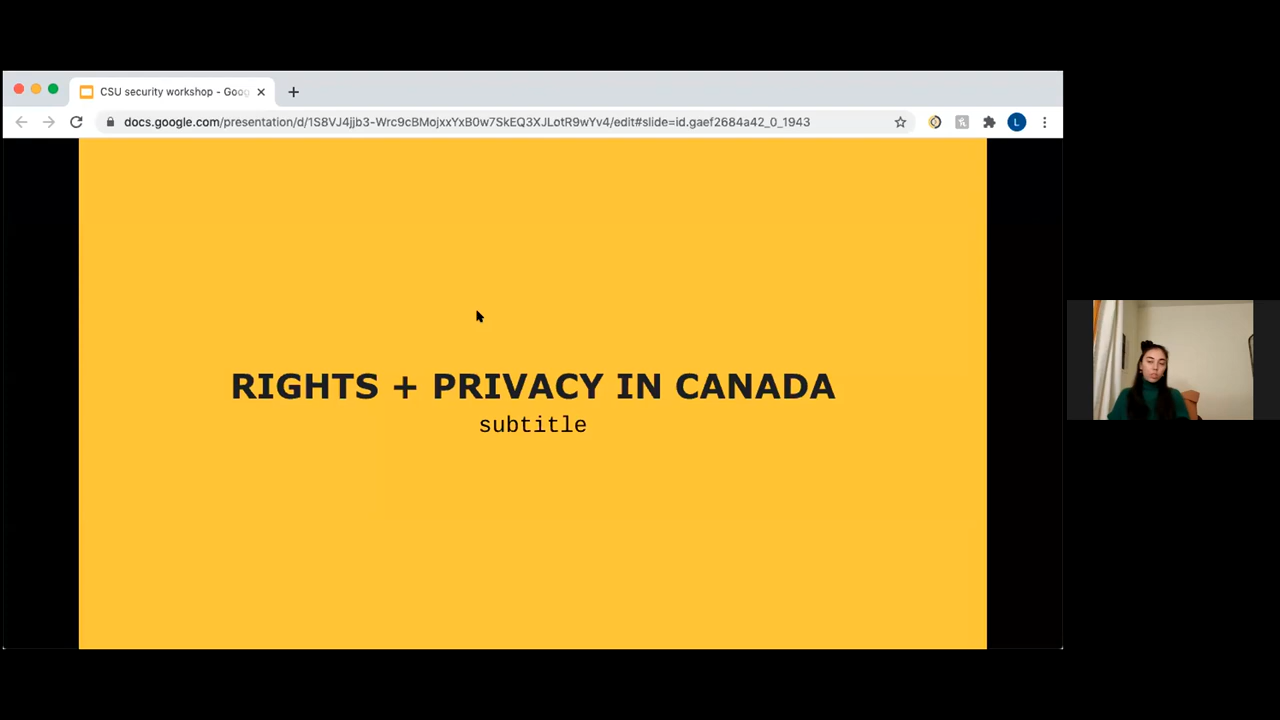 CSU security workshop - Goog
docs.google.com/presentation/d/1S8VJ4jjb3-Wrc9cBMojxxYxB0w7SkEQ3XJLotR9wYv4/edit#slide=id.gaef2684a42_0_1943
L
RIGHTS + PRIVACY IN CANADA
subtitle